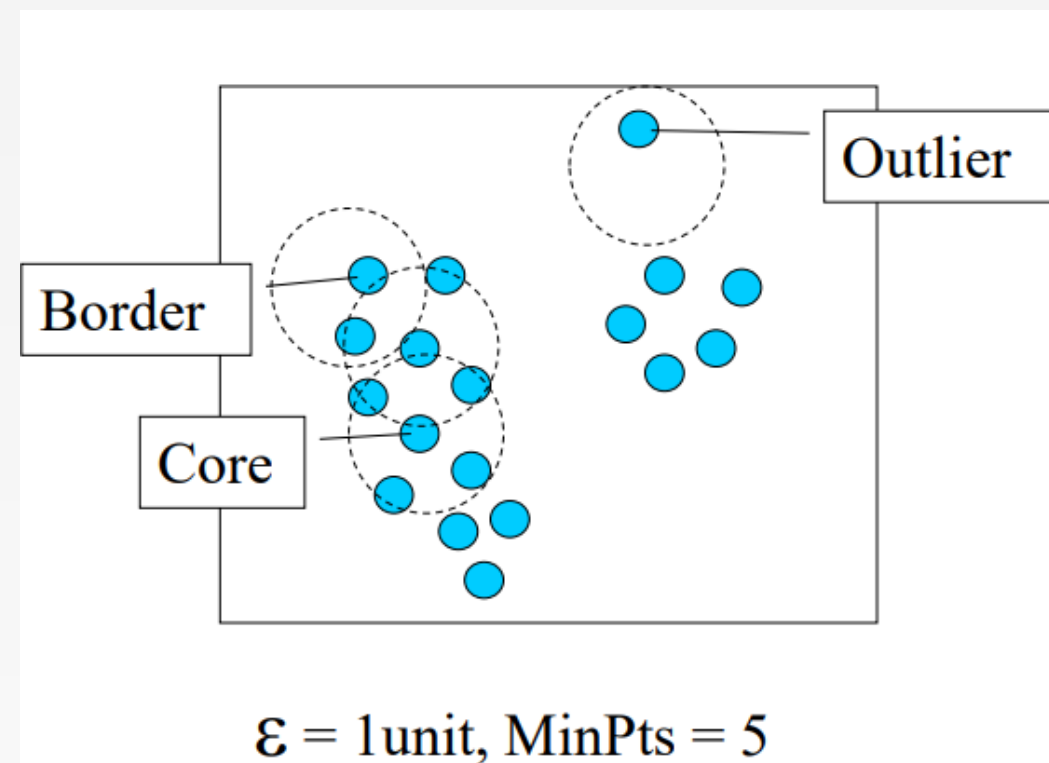 Outlier
Border
Core
ε = 1unit, MinPts = 5